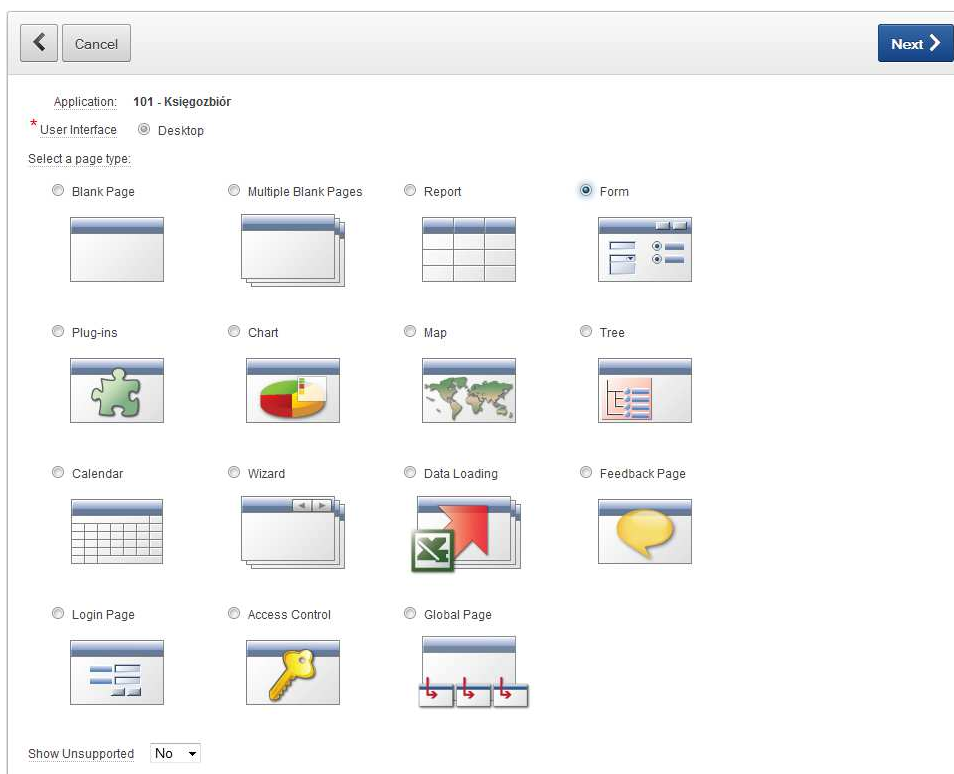 Cancel
Next
Application: 101 - Księgozbiór
* User Interface Desktop
Select a page type:
Blank Page Multiple Blank Pages Report Form
Plug-ins Chart Map Tree
Calendar Wizard Data Loading Feedback Page
Login Page Access Control Global Page
Show Unsupported No